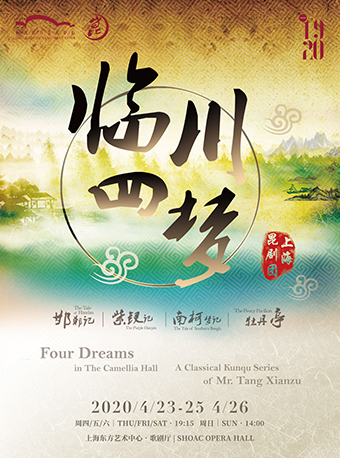 19
20
临川
四梦
上海
昆剧团
The Tale of Handan
邯郸记
紫钗记
The Purple Hairpin
南柯梦记
The Tale of Southern Bough
The Peony Pavilion
牡丹亭
Four Dreams
in The Camellia Hall
A Classical Kunqu Series
of Mr. Tang Xianzu
2020/4/23-25 4/26
周四/五/六|THU/FRI/SAT·19:15 周日|SUN·14:00
上海东方艺术中心·歌剧厅|SHOAC OPERA HALL